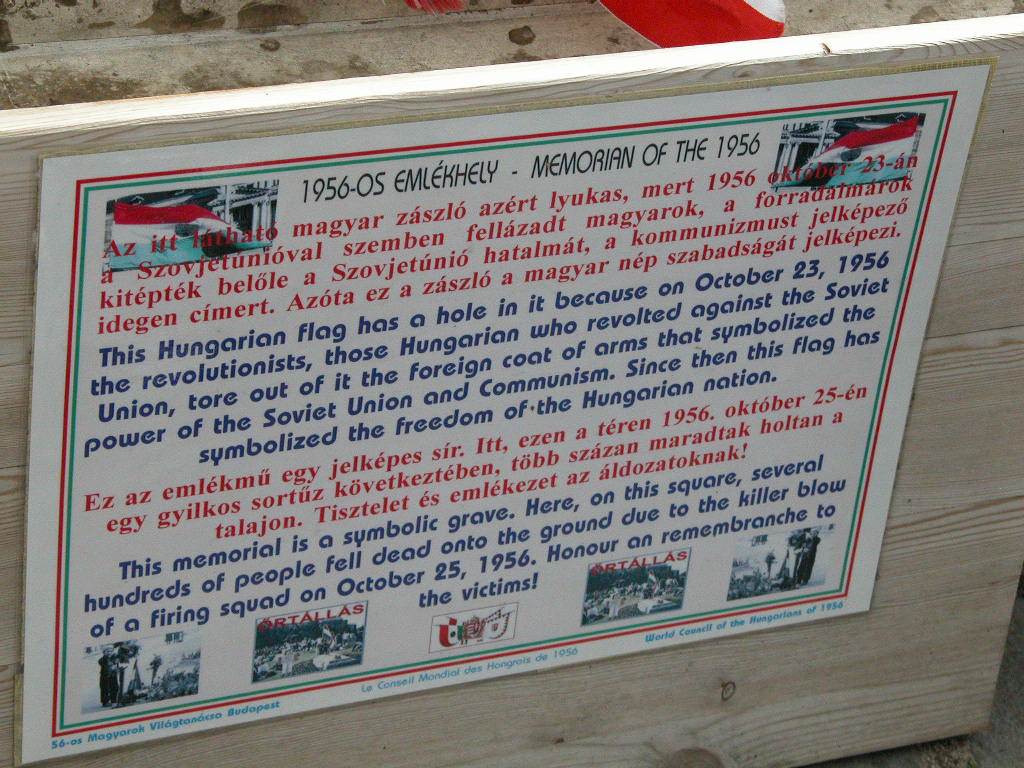 1956-OS EMLÉKHELY - MEMORIAN OF THE 1956
Az itt látható magyar zászló azért lyukas, mert 1956 október 23-án
a Szovjetúnióval szemben fellázadt magyarok, a forradalmárok
kitépték belőle a Szovjetúnió hatalmát, a kommunizmust jelképező
idegen címert. Azóta ez a zászló a magyar nép szabadságát jelképezi.
This Hungarian flag has a hole in it because on October 23, 1956
the revolutionists, those Hungarian who revolted against the Soviet
Union, tore out of it the foreign coat of arms that symbolized the
power of the Soviet Union and Communism. Since then this flag has
symbolized the freedom of the Hungarian nation.
Ez az emlékmű egy jelképes sír. Itt, ezen a téren 1956. október 25-én
egy gyilkos sortűz következtében, több százan maradtak holtan a
talajon. Tisztelet és emlékezet az áldozatoknak!
This memorial is a symbolic grave. Here, on this square, several
hundreds of people fell dead onto the ground due to the killer blow
of a firing squad on October 25, 1956. Honour an remembranche to
the victims!
ŐRTÁLLÁS
ŐRTÁLLÁS
56-os Magyarok Világtanácsa Budapest
Le Conseil Mondial des Hongrois de 1956
World Council of the Hungarians of 1956